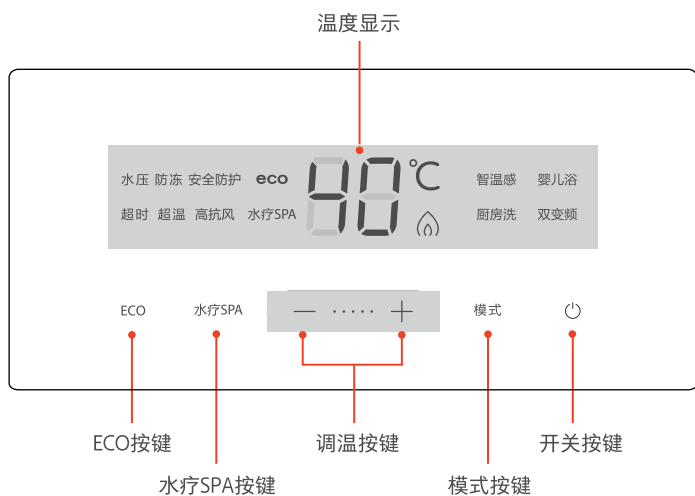 温度显示
水压 防冻 安全防护 eco 40 ℃ 智温感 婴儿浴
超时 超温 高抗风 水疗SPA 厨房洗 双变频
ECO 水疗SPA — ····· + 模式
ECO按键 调温按键 开关按键
水疗SPA按键 模式按键